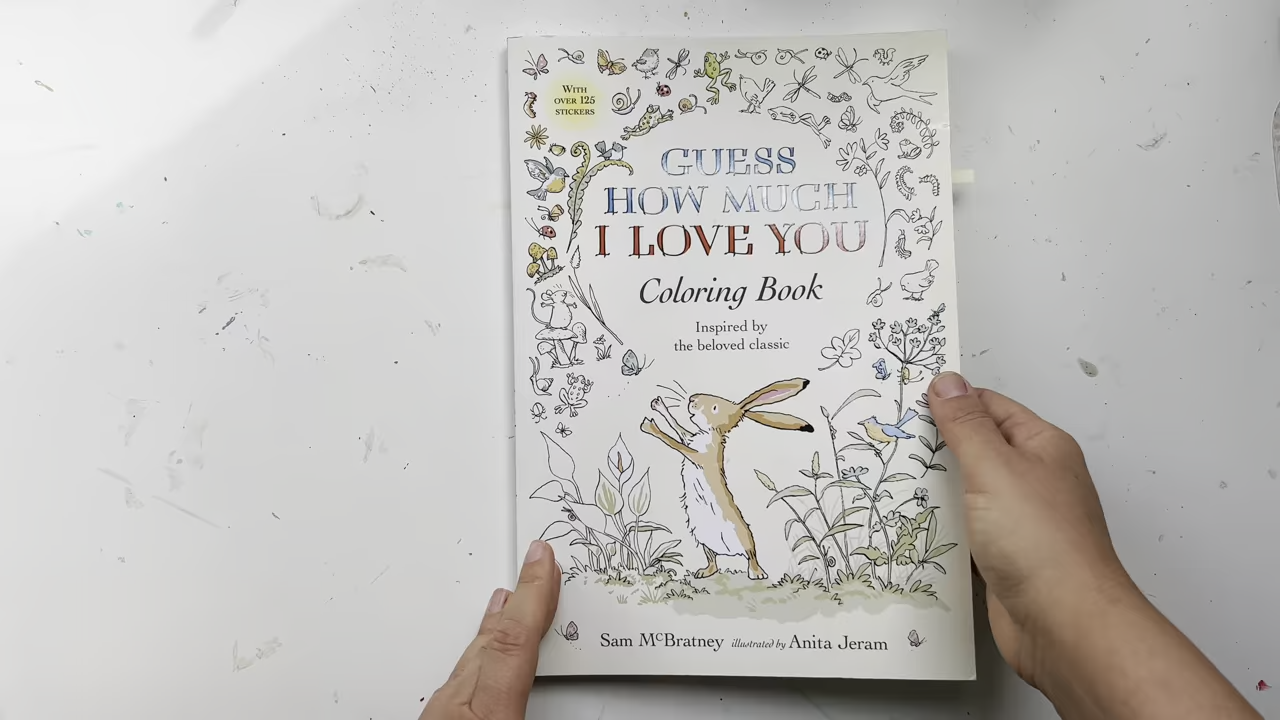 With
over 125
stickers
GUESS
HOW MUCH
I LOVE YOU
Coloring Book
Inspired by
the beloved classic
Sam McBratney illustrated by Anita Jeram